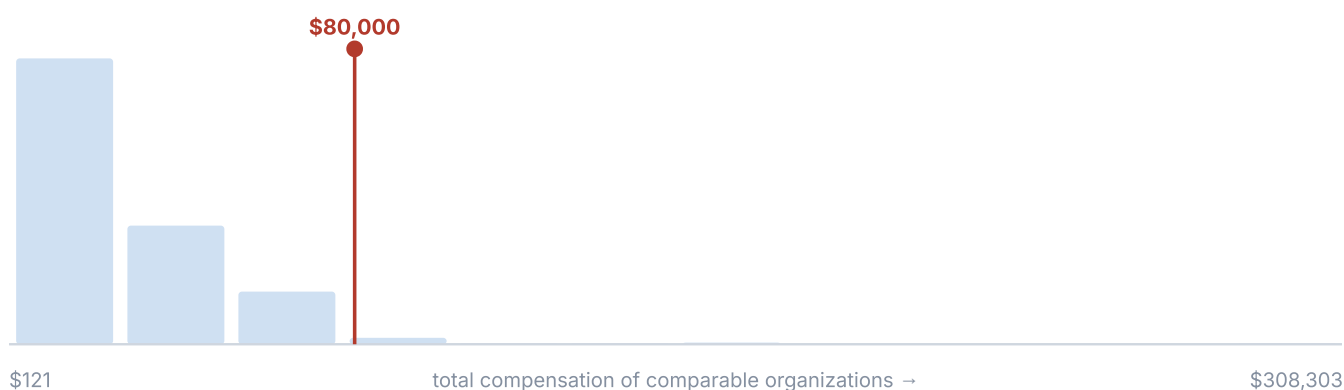 $80,000
$121 total compensation of comparable organizations → $308,303